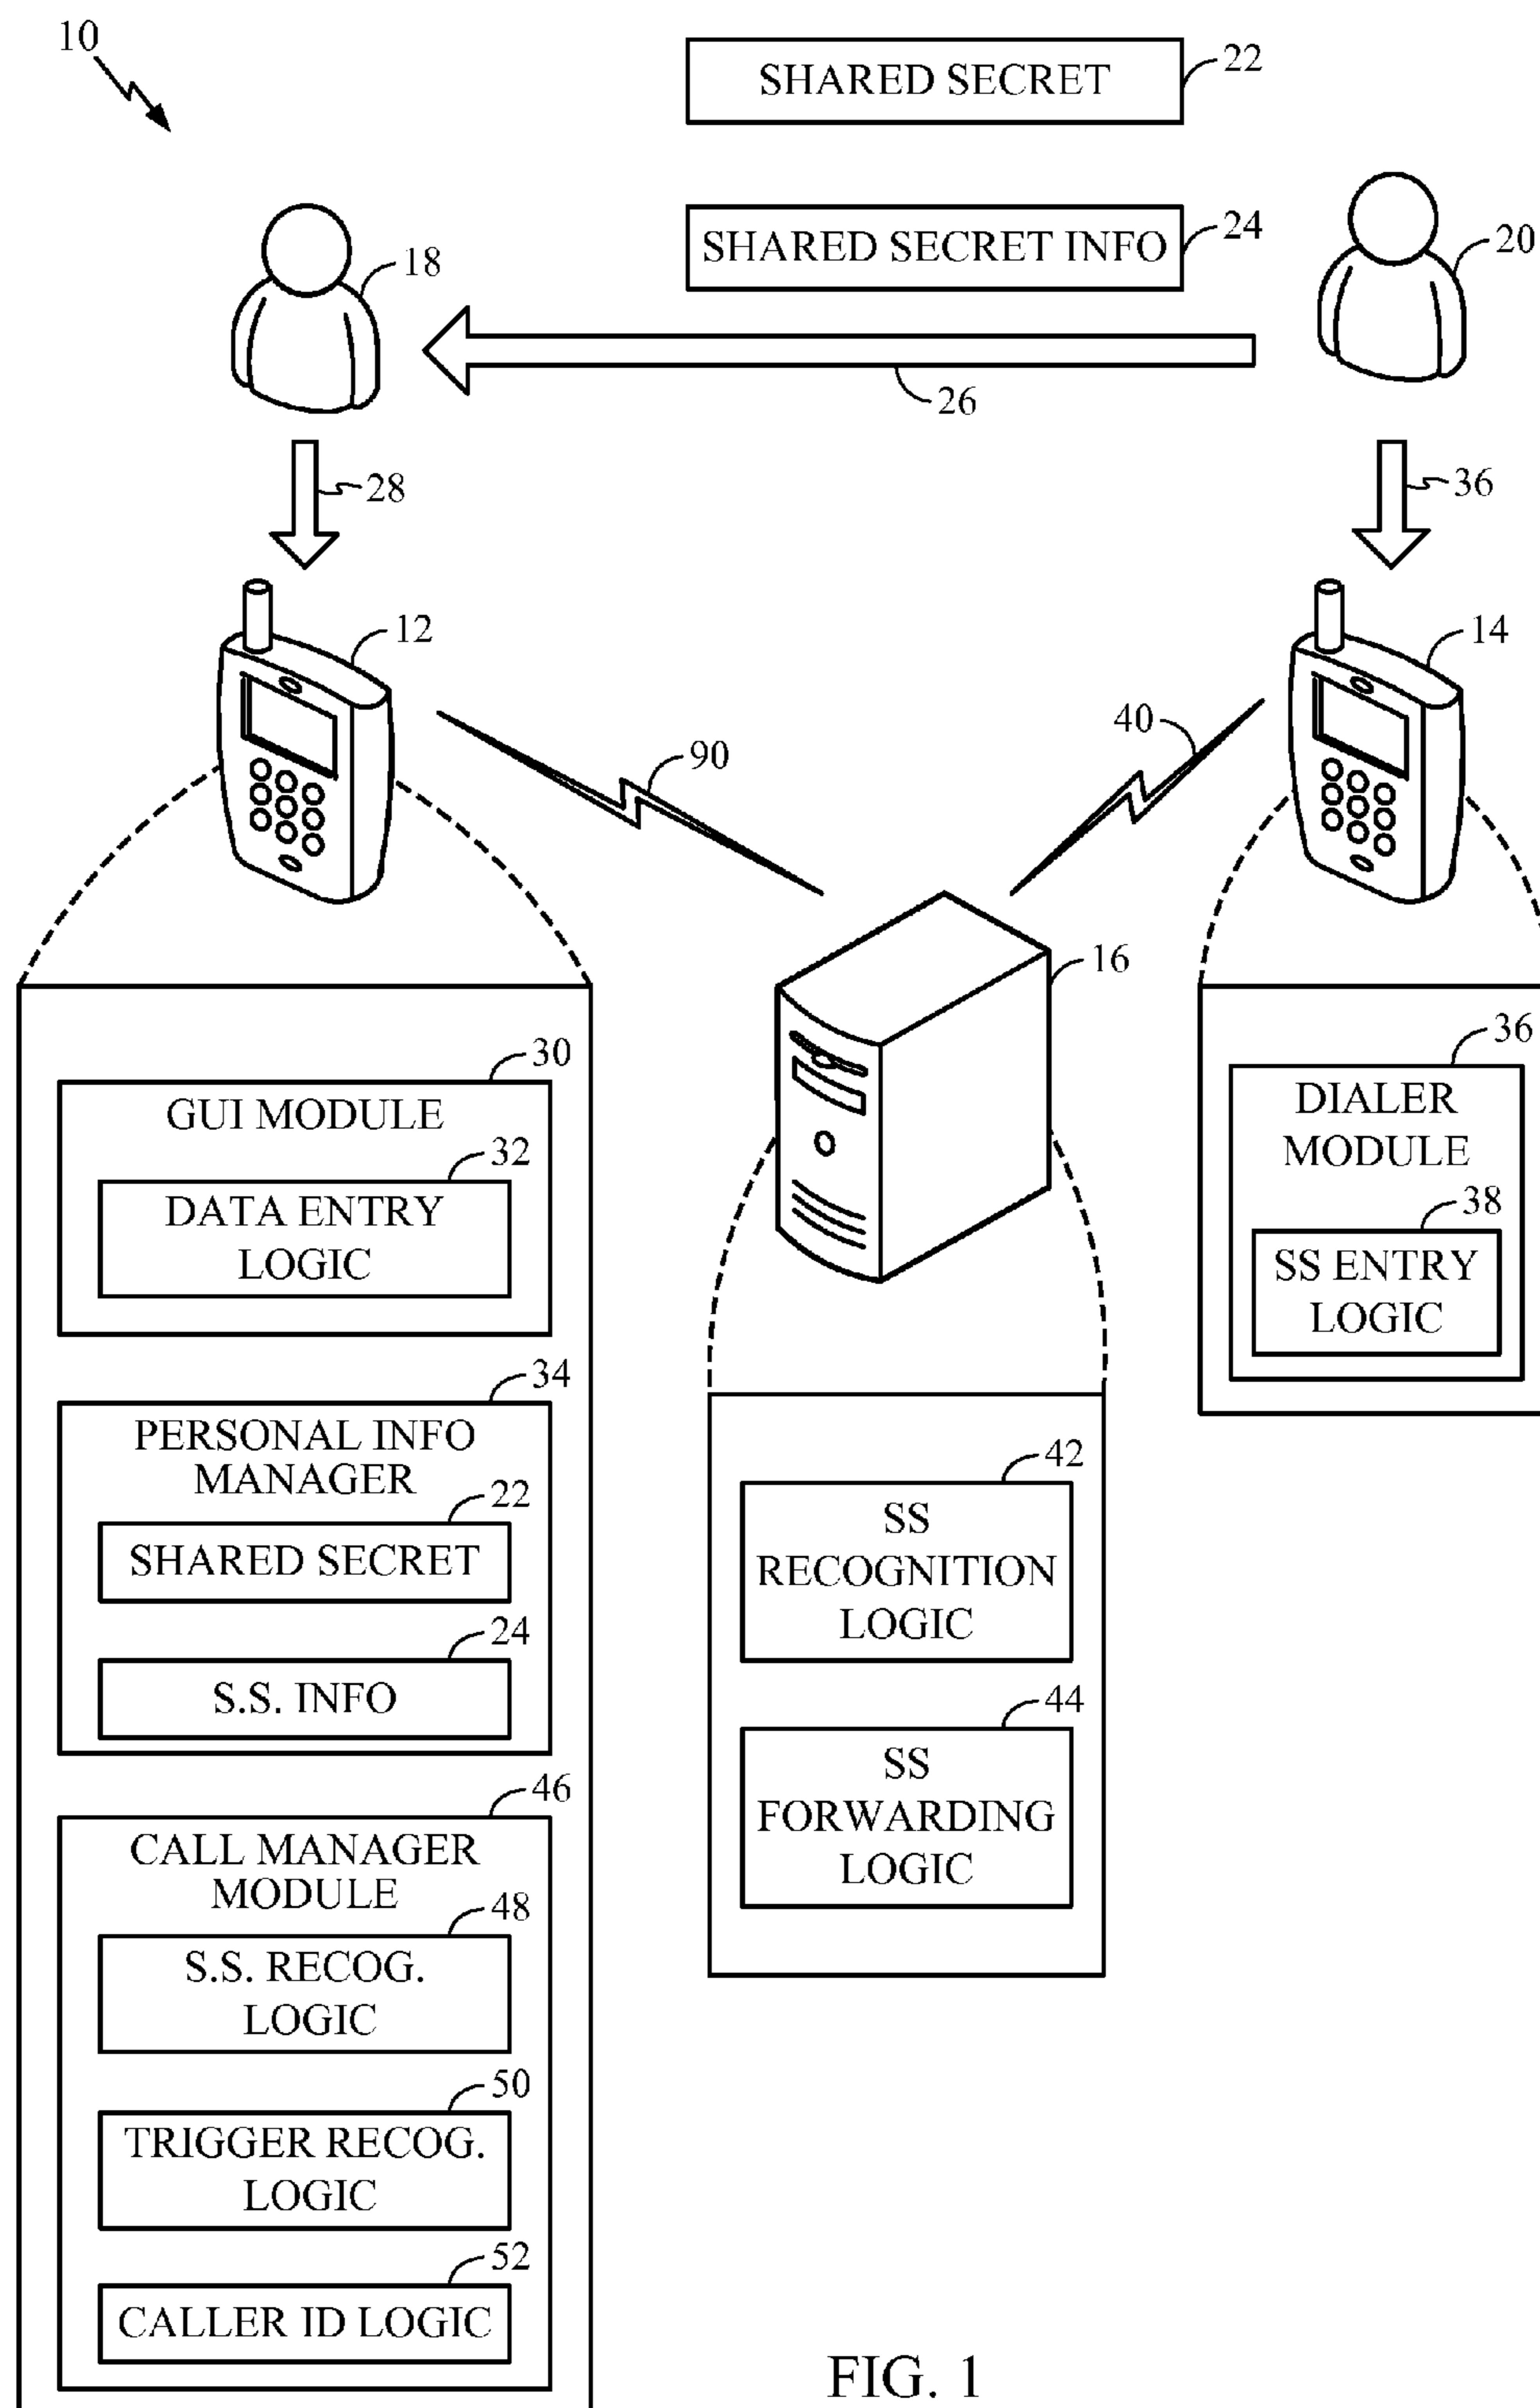 10
SHARED SECRET
22
SHARED SECRET INFO
24
18
20
26
28
36
12
14
90
40
16
30
GUI MODULE
32
DATA ENTRY
LOGIC
34
PERSONAL INFO
MANAGER
22
SHARED SECRET
24
S.S. INFO
46
CALL MANAGER
MODULE
48
S.S. RECOG.
LOGIC
50
TRIGGER RECOG.
LOGIC
52
CALLER ID LOGIC
42
SS
RECOGNITION
LOGIC
44
SS
FORWARDING
LOGIC
36
DIALER
MODULE
38
SS ENTRY
LOGIC
FIG. 1